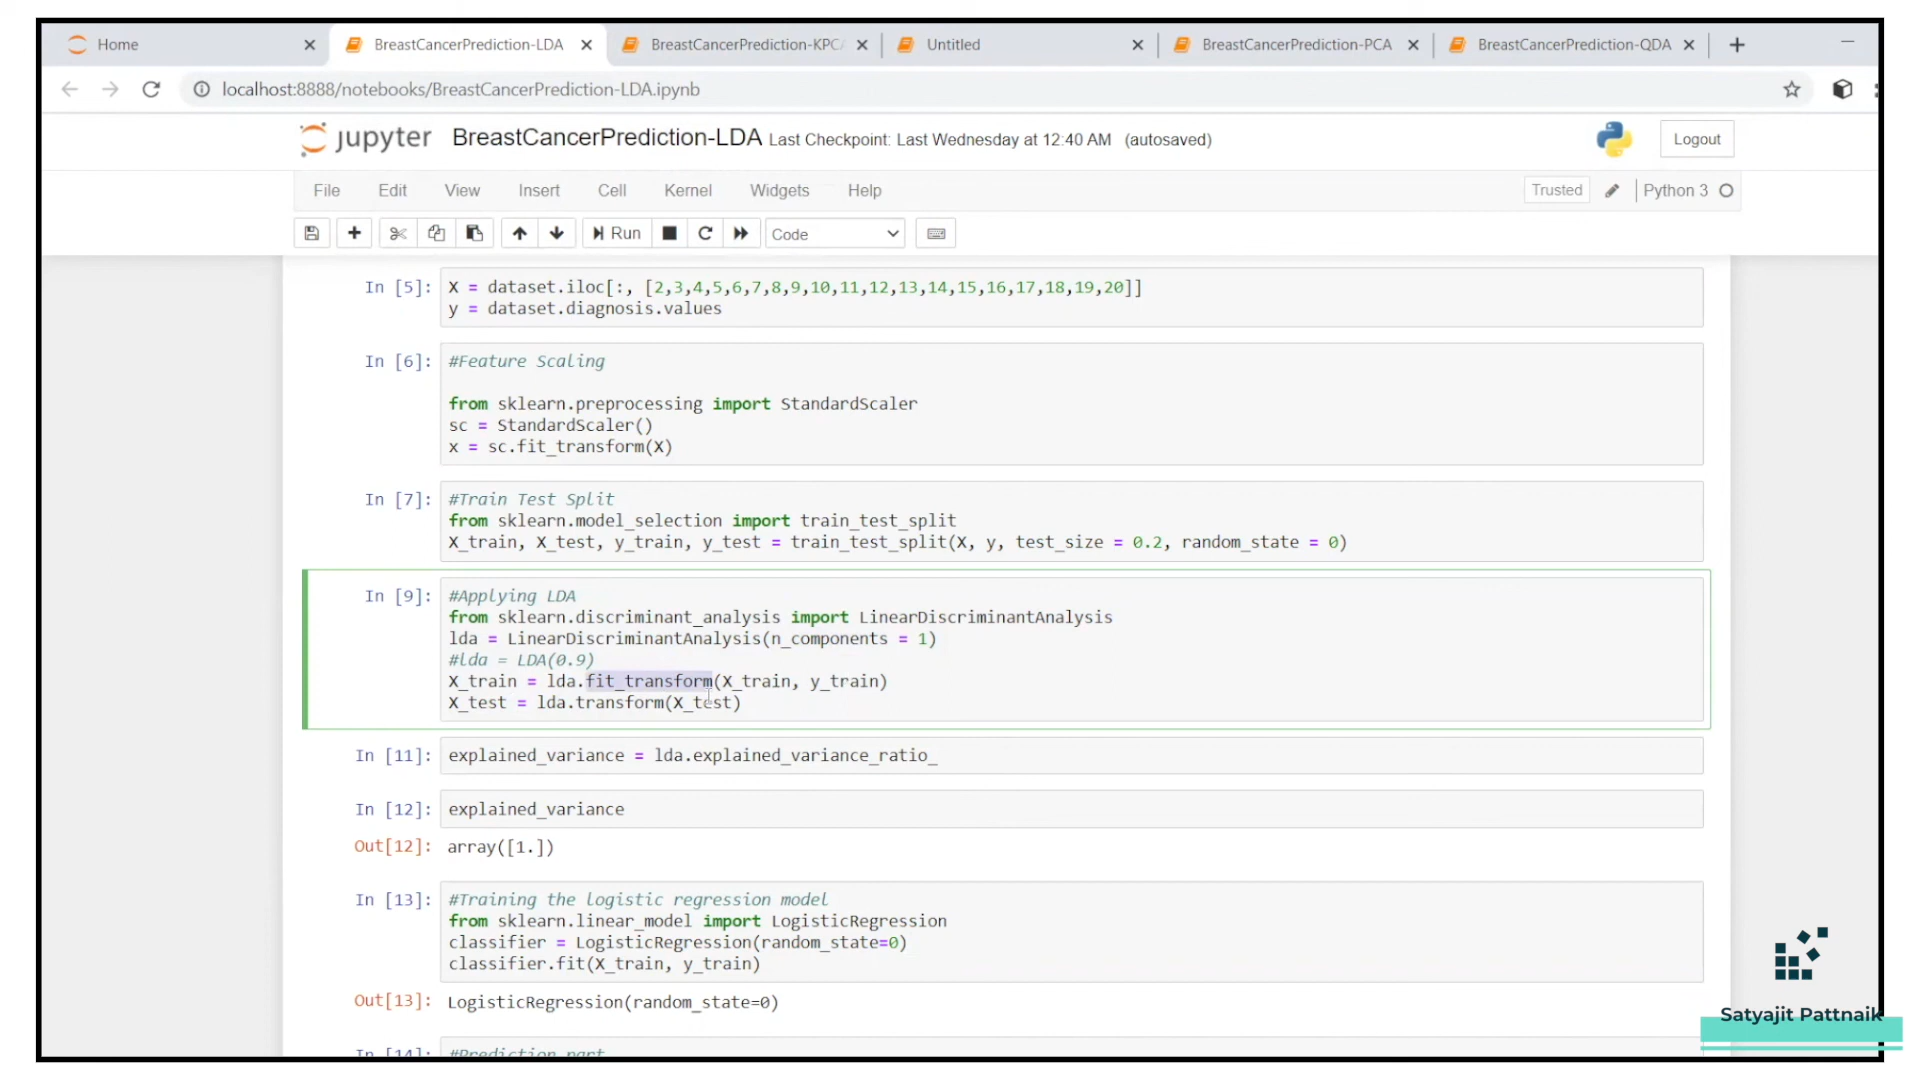 Home
BreastCancerPrediction-LDA
BreastCancerPrediction-KPC
Untitled
BreastCancerPrediction-PCA
BreastCancerPrediction-QDA
localhost:8888/notebooks/BreastCancerPrediction-LDA.ipynb
jupyter BreastCancerPrediction-LDA Last Checkpoint: Last Wednesday at 12:40 AM (autosaved)
Logout
File Edit View Insert Cell Kernel Widgets Help
Trusted
Python 3
Run
Code
In [5]: X = dataset.iloc[:, [2,3,4,5,6,7,8,9,10,11,12,13,14,15,16,17,18,19,20]]
y = dataset.diagnosis.values
In [6]: #Feature Scaling
from sklearn.preprocessing import StandardScaler
sc = StandardScaler()
x = sc.fit_transform(X)
In [7]: #Train Test Split
from sklearn.model_selection import train_test_split
X_train, X_test, y_train, y_test = train_test_split(X, y, test_size = 0.2, random_state = 0)
In [9]: #Applying LDA
from sklearn.discriminant_analysis import LinearDiscriminantAnalysis
lda = LinearDiscriminantAnalysis(n_components = 1)
#lda = LDA(0.9)
X_train = lda.fit_transform(X_train, y_train)
X_test = lda.transform(X_test)
In [11]: explained_variance = lda.explained_variance_ratio_
In [12]: explained_variance
Out[12]: array([1.])
In [13]: #Training the logistic regression model
from sklearn.linear_model import LogisticRegression
classifier = LogisticRegression(random_state=0)
classifier.fit(X_train, y_train)
Out[13]: LogisticRegression(random_state=0)
In [14]: #Prediction part
Satyajit Pattnaik